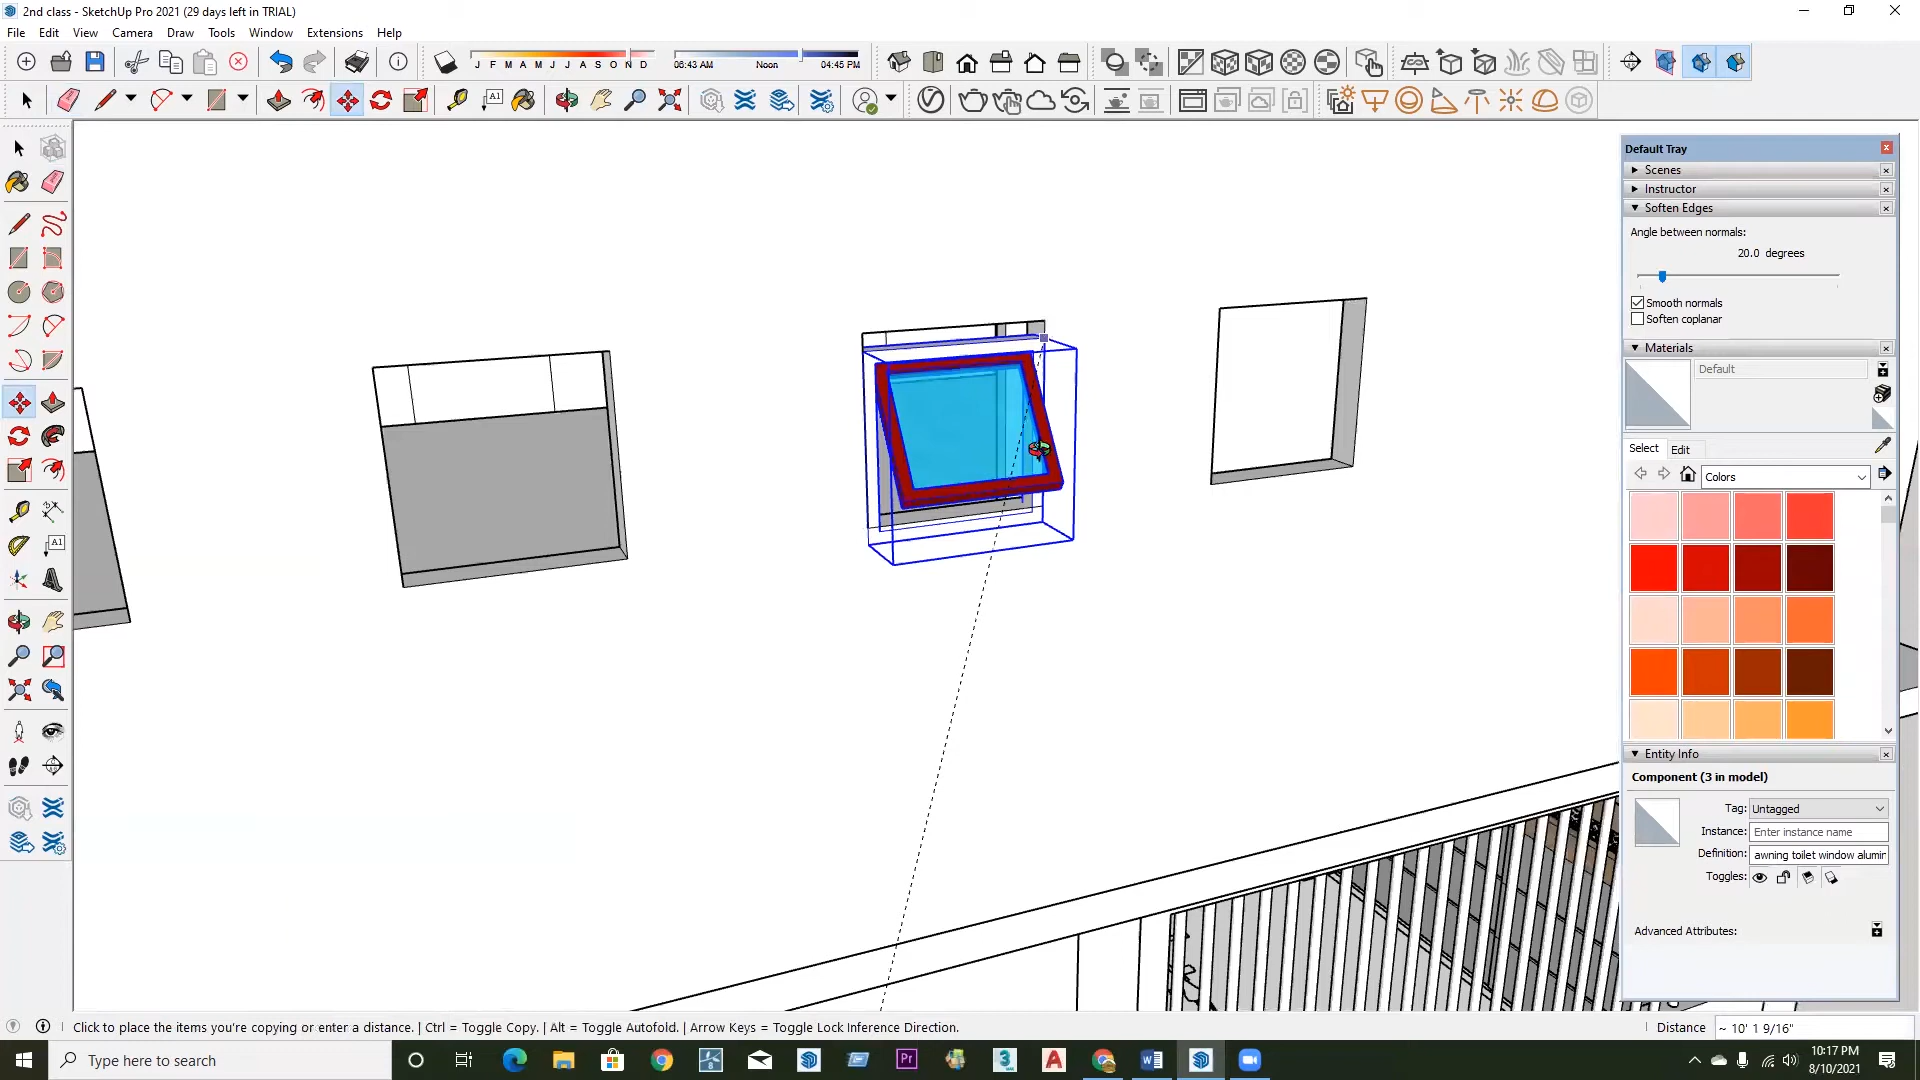 2nd class - SketchUp Pro 2021 (29 days left in TRIAL)
File Edit View Camera Draw Tools Window Extensions Help
J F M A M J J A S O N D
06:43 AM Noon 04:45 PM
A1
Default Tray
Scenes
Instructor
Soften Edges
Angle between normals:
20.0 degrees
Smooth normals
Soften coplanar
Materials
Default
Select Edit
Colors
A1
Entity Info
Component (3 in model)
Tag: Untagged
Instance: Enter instance name
Definition: awning toilet window alumir
Toggles:
Advanced Attributes:
Click to place the items you're copying or enter a distance. | Ctrl = Toggle Copy. | Alt = Toggle Autofold. | Arrow Keys = Toggle Lock Inference Direction.
Distance ~ 10' 1 9/16"
Type here to search
Pr
3
A
W
10:17 PM
8/10/2021